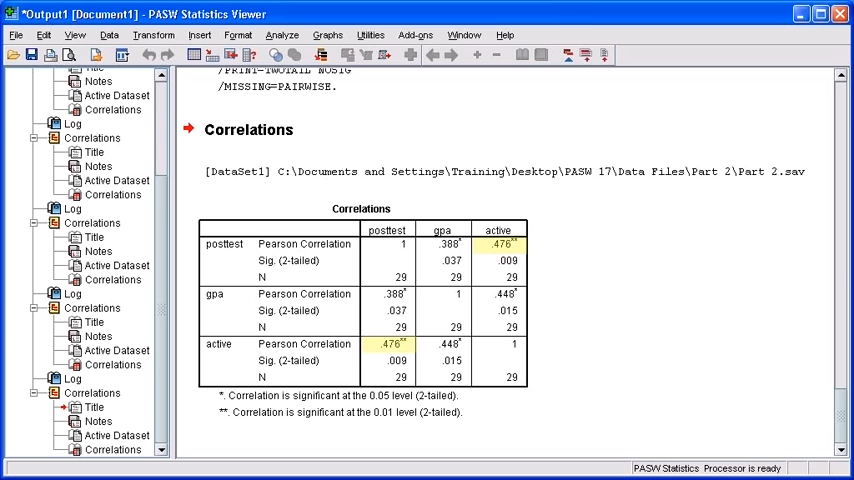 *Output1 [Document1] - PASW Statistics Viewer
File Edit View Data Transform Insert Format Analyze Graphs Utilities Add-ons Window Help
Title
Notes
Active Dataset
Correlations
Log
Correlations
Title
Notes
Active Dataset
Correlations
Log
Correlations
Title
Notes
Active Dataset
Correlations
Log
Correlations
Title
Notes
Active Dataset
Correlations
Log
Correlations
Title
Notes
Active Dataset
Correlations
/PRINT=TWOTAIL NOSIG
/MISSING=PAIRWISE.
Correlations
[DataSet1] C:\Documents and Settings\Training\Desktop\PASW 17\Data Files\Part 2\Part 2.sav
Correlations
posttest gpa active
posttest Pearson Correlation 1 .388* .476**
Sig. (2-tailed) .037 .009
N 29 29 29
gpa Pearson Correlation .388* 1 .448*
Sig. (2-tailed) .037 .015
N 29 29 29
active Pearson Correlation .476** .448* 1
Sig. (2-tailed) .009 .015
N 29 29 29
*. Correlation is significant at the 0.05 level (2-tailed).
**. Correlation is significant at the 0.01 level (2-tailed).
PASW Statistics Processor is ready